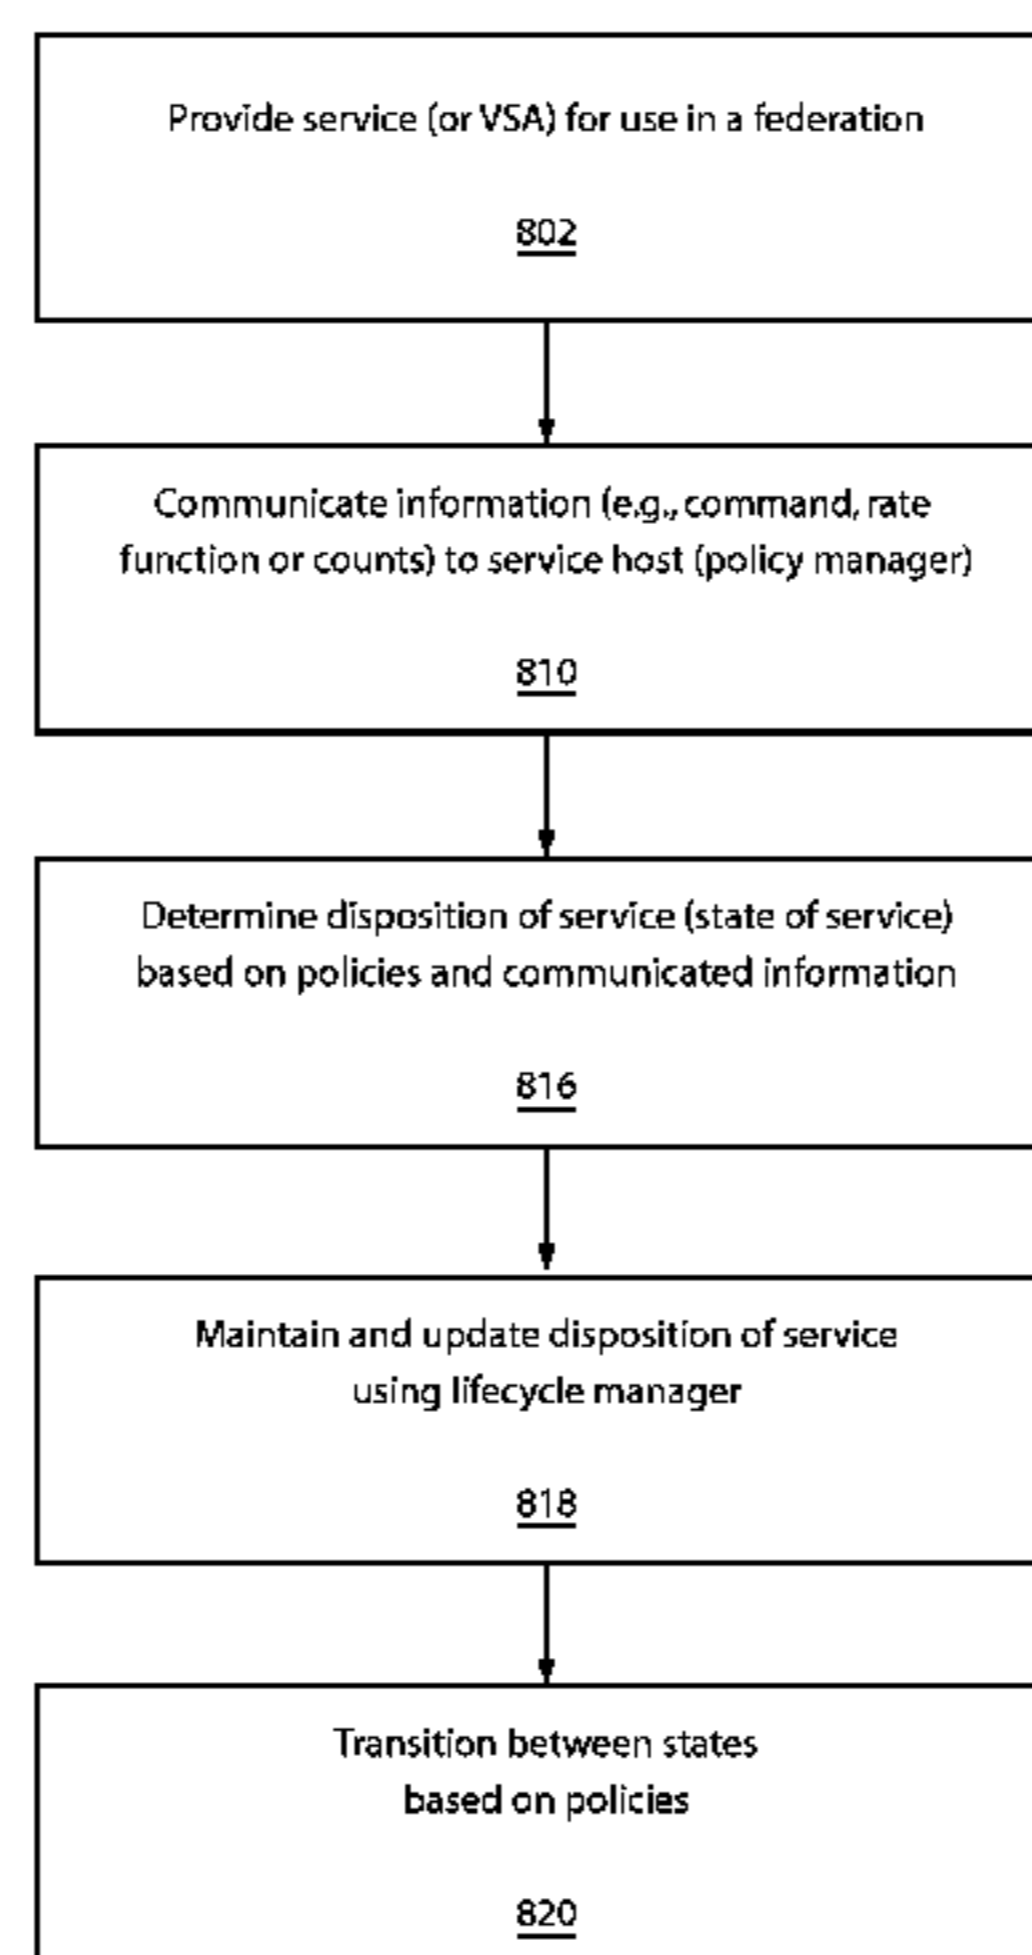 Provide service (or VSA) for use in a federation
802
Communicate information (e.g., command, rate
function or counts) to service host (policy manager)
810
Determine disposition of service (state of service)
based on policies and communicated information
816
Maintain and update disposition of service
using lifecycle manager
818
Transition between states
based on policies
820